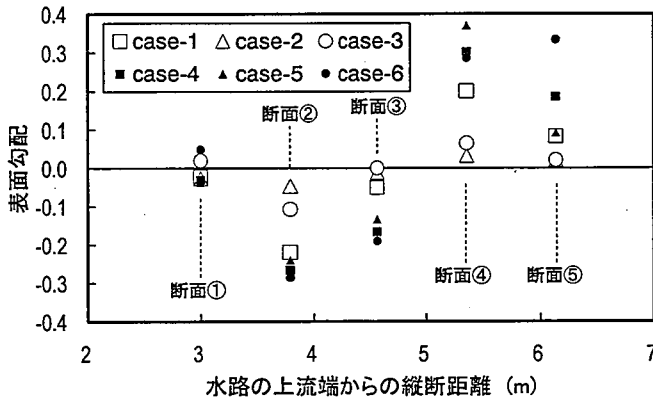 0.4
0.3
0.2
0.1
0.0
-0.1
-0.2
-0.3
-0.4
表面勾配
case-1 case-2 case-3
case-4 case-5 case-6
断面②
断面③
断面①
断面④
断面⑤
2 3 4 5 6 7
水路の上流端からの縦断距離 (m)